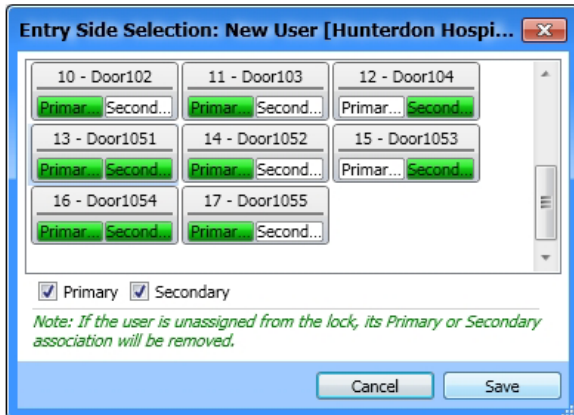 Entry Side Selection: New User [Hunterdon Hospi...
10 - Door102 11 - Door103 12 - Door104
Primar... Second... Primar... Second... Primar... Second...
13 - Door1051 14 - Door1052 15 - Door1053
Primar... Second... Primar... Second... Primar... Second...
16 - Door1054 17 - Door1055
Primar... Second... Primar... Second...
Primary Secondary
Note: If the user is unassigned from the lock, its Primary or Secondary
association will be removed.
Cancel Save